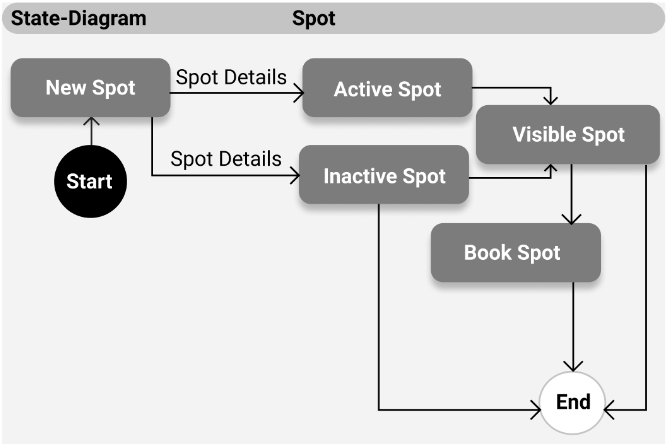 State-Diagram Spot
New Spot
Spot Details
Active Spot
Visible Spot
Spot Details
Inactive Spot
Start
Book Spot
End